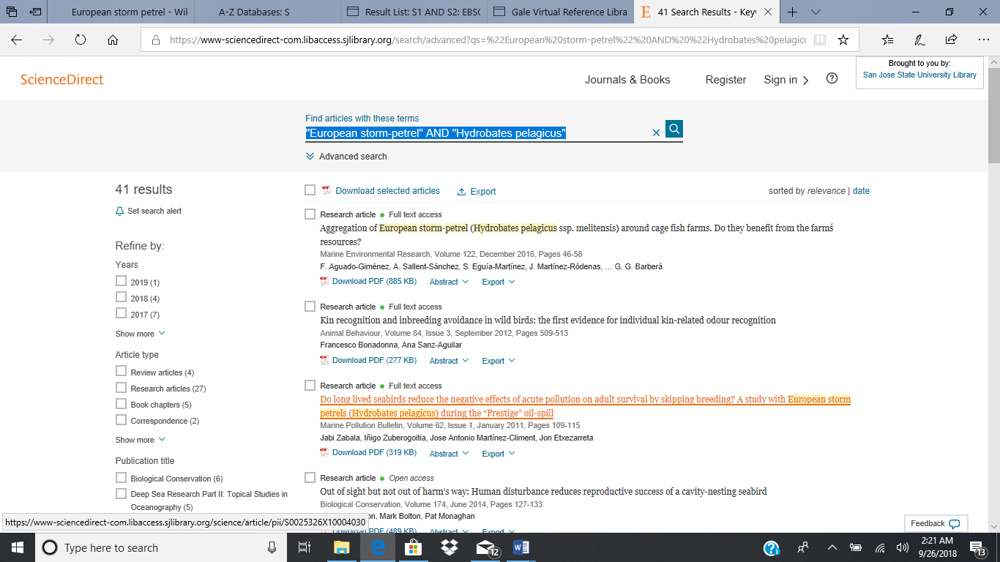 European storm petrel - Wik
A-Z Databases: S
Result List: S1 AND S2: EBSC
Gale Virtual Reference Libra
41 Search Results - Keyw
https://www-sciencedirect-com.libaccess.sjlibrary.org/search/advanced?qs=%22European%20storm-petrel%22%20AND%20%22Hydrobates%20pelagicu
Brought to you by:
San Jose State University Library
ScienceDirect
Journals & Books
Register
Sign in
Find articles with these terms
"European storm-petrel" AND "Hydrobates pelagicus"
Advanced search
41 results
Set search alert
Refine by:
Years
2019 (1)
2018 (4)
2017 (7)
Show more
Article type
Review articles (4)
Research articles (27)
Book chapters (5)
Correspondence (2)
Show more
Publication title
Biological Conservation (6)
Deep Sea Research Part II: Topical Studies in
Oceanography (5)
Download selected articles
Export
sorted by relevance | date
Research article ● Full text access
Aggregation of European storm-petrel (Hydrobates pelagicus ssp. melitensis) around cage fish farms. Do they benefit from the farmś
resources?
Marine Environmental Research, Volume 122, December 2016, Pages 46-58
F. Aguado-Giménez, A. Sallent-Sánchez, S. Eguía-Martínez, J. Martínez-Ródenas, ... G. G. Barberá
Download PDF (885 KB) Abstract Export
Research article ● Full text access
Kin recognition and inbreeding avoidance in wild birds: the first evidence for individual kin-related odour recognition
Animal Behaviour, Volume 84, Issue 3, September 2012, Pages 509-513
Francesco Bonadonna, Ana Sanz-Aguilar
Download PDF (277 KB) Abstract Export
Research article ● Full text access
Do long lived seabirds reduce the negative effects of acute pollution on adult survival by skipping breeding? A study with European storm
petrels (Hydrobates pelagicus) during the “Prestige” oil-spill
Marine Pollution Bulletin, Volume 62, Issue 1, January 2011, Pages 109-115
Jabi Zabala, Iñigo Zuberogoitia, Jose Antonio Martínez-Climent, Jon Etxezarreta
Download PDF (319 KB) Abstract Export
Research article ● Open access
Out of sight but not out of harm’s way: Human disturbance reduces reproductive success of a cavity-nesting seabird
Biological Conservation, Volume 174, June 2014, Pages 127-133
on, Mark Bolton, Pat Monaghan
Download PDF (489 KB) Abstract Export
https://www-sciencedirect-com.libaccess.sjlibrary.org/science/article/pii/S0025326X10004030
Feedback
Type here to search
12
2:21 AM
9/26/2018
13